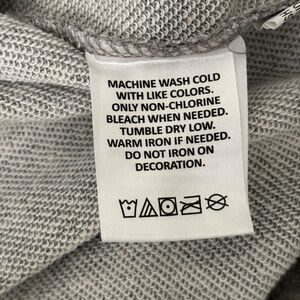 MACHINE WASH COLD
WITH LIKE COLORS.
ONLY NON-CHLORINE
BLEACH WHEN NEEDED.
TUMBLE DRY LOW.
WARM IRON IF NEEDED.
DO NOT IRON ON
DECORATION.